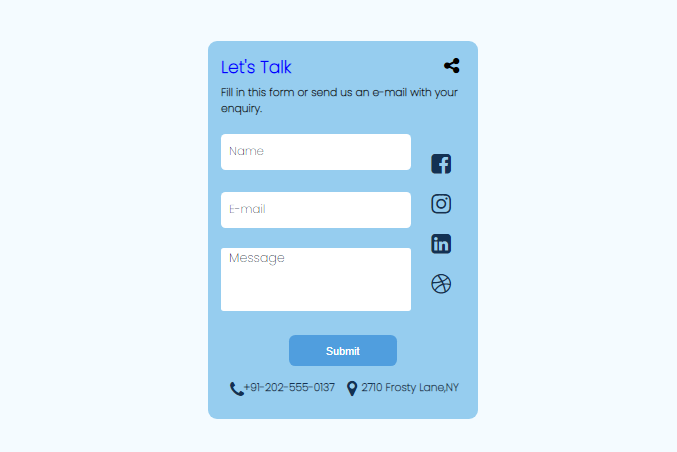 Let's Talk
Fill in this form or send us an e-mail with your
enquiry.
Name
E-mail
Message
Submit
+91-202-555-0137 2710 Frosty Lane,NY